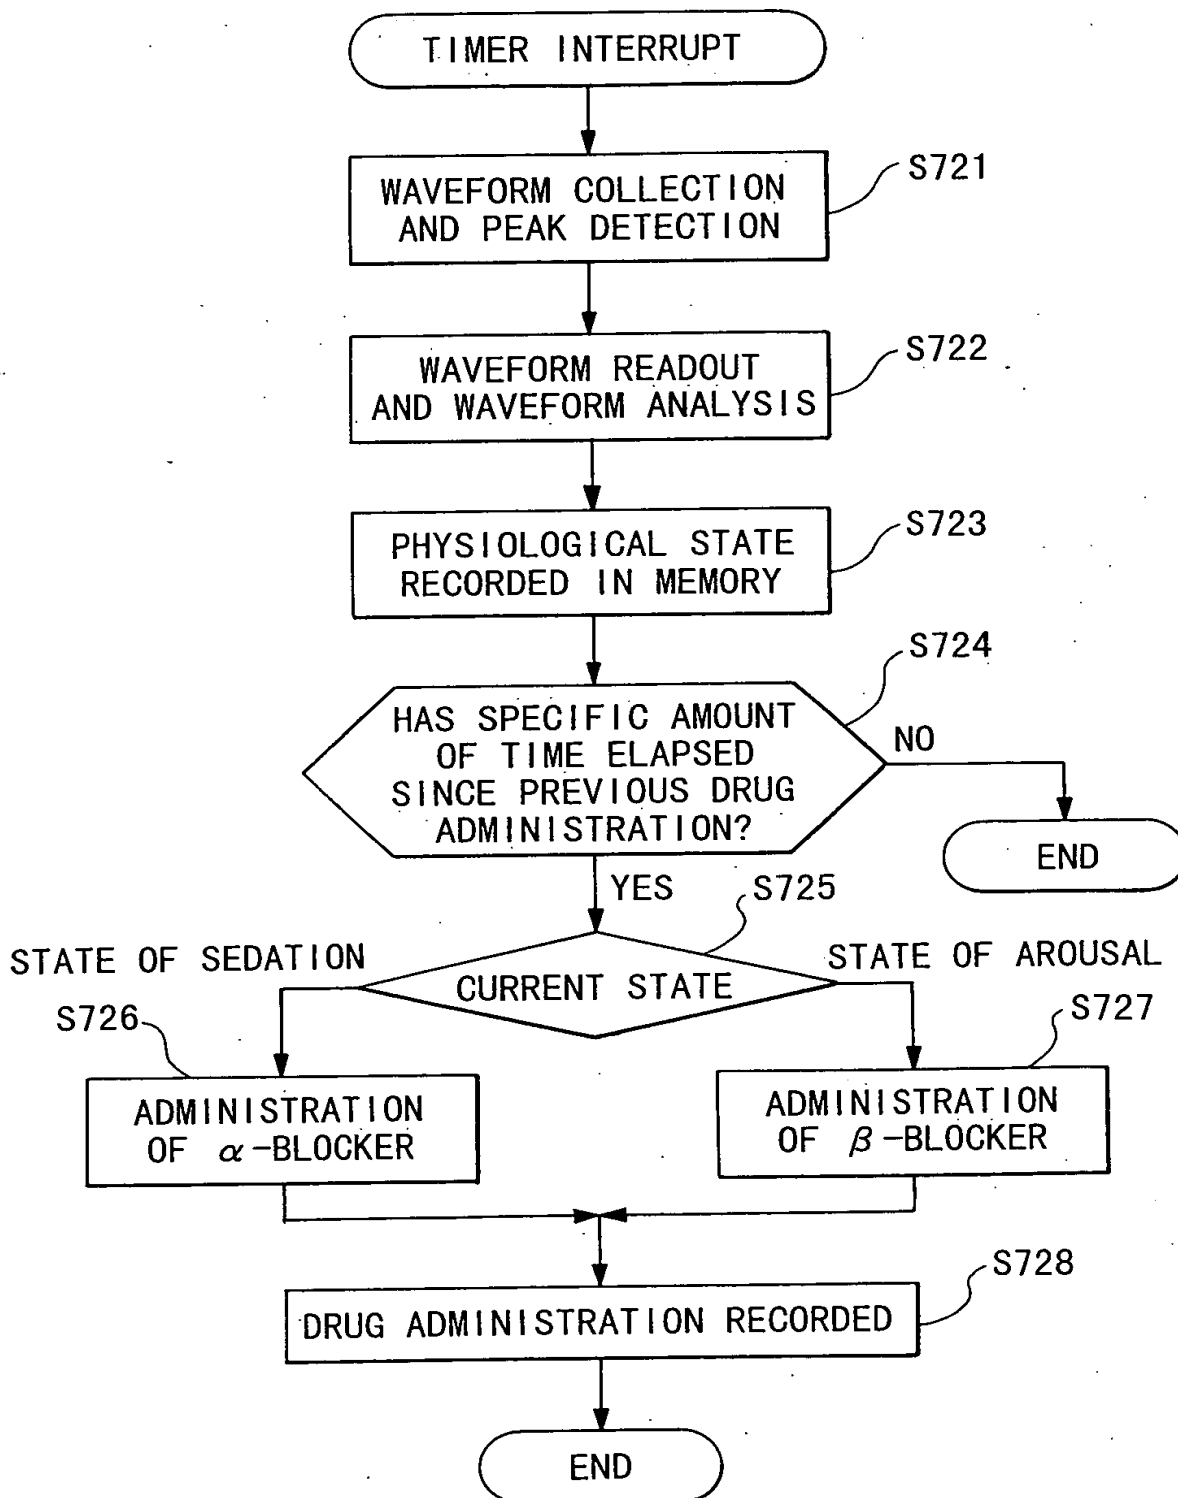 TIMER INTERRUPT
S721
WAVEFORM COLLECTION
AND PEAK DETECTION
S722
WAVEFORM READOUT
AND WAVEFORM ANALYSIS
S723
PHYSIOLOGICAL STATE
RECORDED IN MEMORY
S724
HAS SPECIFIC AMOUNT
OF TIME ELAPSED
SINCE PREVIOUS DRUG
ADMINISTRATION?
NO
END
YES
S725
STATE OF SEDATION
CURRENT STATE
STATE OF AROUSAL
S726
S727
ADMINISTRATION
OF α-BLOCKER
ADMINISTRATION
OF β-BLOCKER
S728
DRUG ADMINISTRATION RECORDED
END